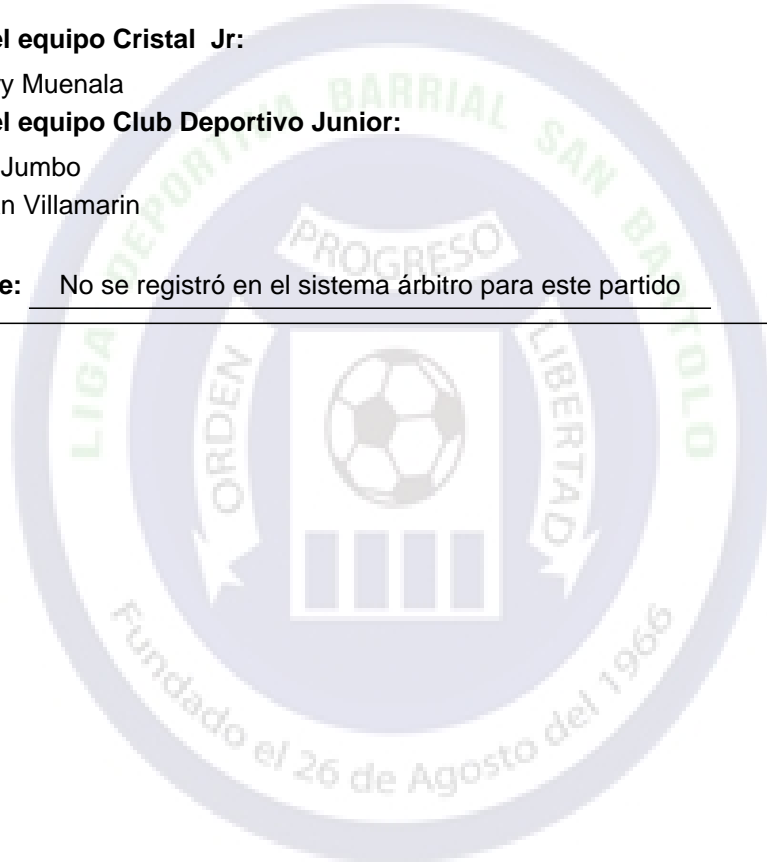 el equipo Cristal Jr:
y Muenala
el equipo Club Deportivo Junior:
Jumbo
n Villamarin
e: No se registró en el sistema árbitro para este partido
LIGA DEPORTIVA BARRIAL SAN BARTOLO
PROGRESO
ORDEN
LIBERTAD
Fundado el 26 de Agosto del 1966